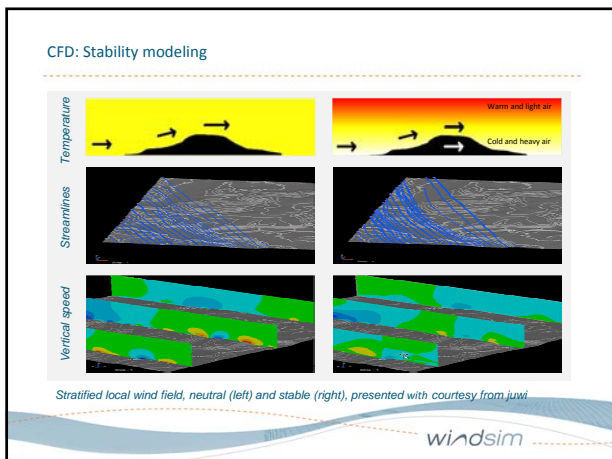 CFD: Stability modeling
Temperature
Warm and light air
Cold and heavy air
Streamlines
Vertical speed
Stratified local wind field, neutral (left) and stable (right), presented with courtesy from juwi
windsim